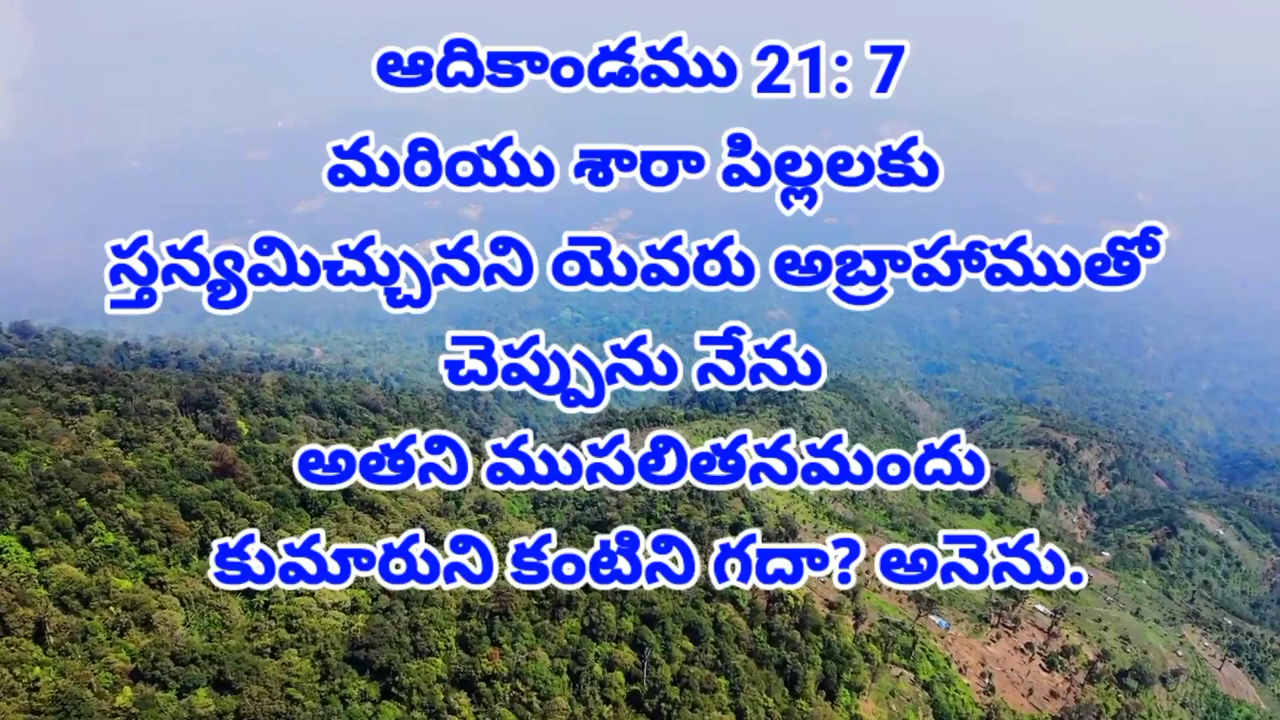 ఆదికాండము 21: 7
మరియు శారా పిల్లలకు
స్తన్యమిచ్చునని యెవరు అబ్రాహాముతో
చెప్పును నేను
అతని ముసలితనమందు
కుమారుని కంటిని గదా? అనెను.